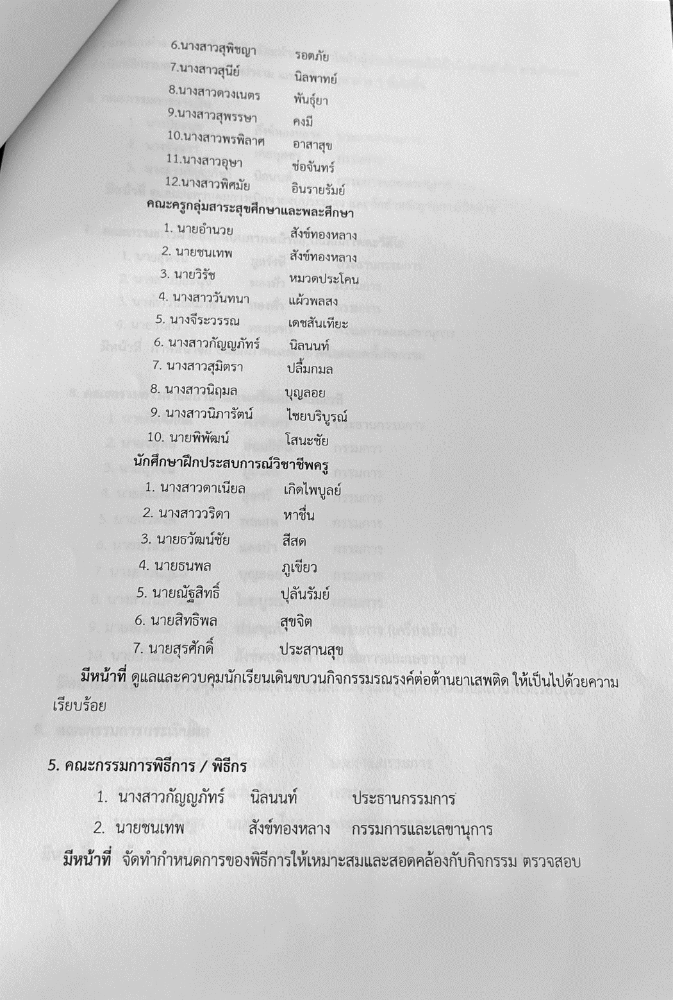 6.นางสาวสุพิชญา รอตภัย
7.นางสาวสุนีย์ นิลพาทย์
8.นางสาวดวงเนตร พันธุ์ยา
9.นางสาวสุพรรษา คงมี
10.นางสาวพรพิลาศ อาสาสุข
11.นางสาวอุษา ช่อจันทร์
12.นางสาวพิศมัย อินรายรัมย์
คณะครูกลุ่มสาระสุขศึกษาและพละศึกษา
1. นายอำนวย สังข์ทองหลาง
2. นายชนเทพ สังข์ทองหลาง
3. นายวิรัช หมวดประโคน
4. นางสาววันทนา แผ้วพลสง
5. นางจีระวรรณ เดชสันเทียะ
6. นางสาวกัญญภัทร์ นิลนนท์
7. นางสาวสุมิตรา ปลื้มกมล
8. นางสาวนิฤมล บุญลอย
9. นางสาวนิภารัตน์ ไชยบริบูรณ์
10. นายพิพัฒน์ โสนะชัย
นักศึกษาฝึกประสบการณ์วิชาชีพครู
1. นางสาวดาเนียล เกิดไพบูลย์
2. นางสาววริดา หาชื่น
3. นายธวัฒน์ชัย สีสด
4. นายธนพล ภูเขียว
5. นายณัฐสิทธิ์ ปุลันรัมย์
6. นายสิทธิพล สุขจิต
7. นายสุรศักดิ์ ประสานสุข
มีหน้าที่ ดูแลและควบคุมนักเรียนเดินขบวนกิจกรรมรณรงค์ต่อต้านยาเสพติด ให้เป็นไปด้วยความ
เรียบร้อย
5. คณะกรรมการพิธีการ / พิธีกร
1. นางสาวกัญญภัทร์ นิลนนท์ ประธานกรรมการ
2. นายชนเทพ สังข์ทองหลาง กรรมการและเลขานุการ
มีหน้าที่ จัดทำกำหนดการของพิธีการให้เหมาะสมและสอดคล้องกับกิจกรรม ตรวจสอบ